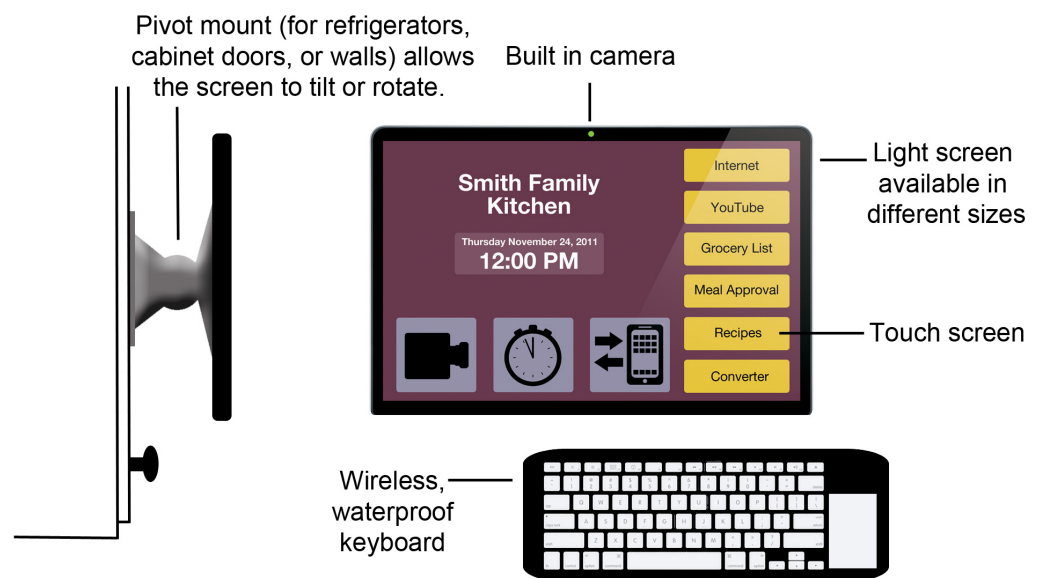 Pivot mount (for refrigerators,
cabinet doors, or walls) allows
the screen to tilt or rotate.
Built in camera
Light screen
available in
different sizes
Smith Family
Kitchen
Thursday November 24, 2011
12:00 PM
Internet
YouTube
Grocery List
Meal Approval
Recipes
Converter
Touch screen
Wireless,
waterproof
keyboard
Q W E R T Y U I O P
A S D F G H J K L
Z X C V B N M